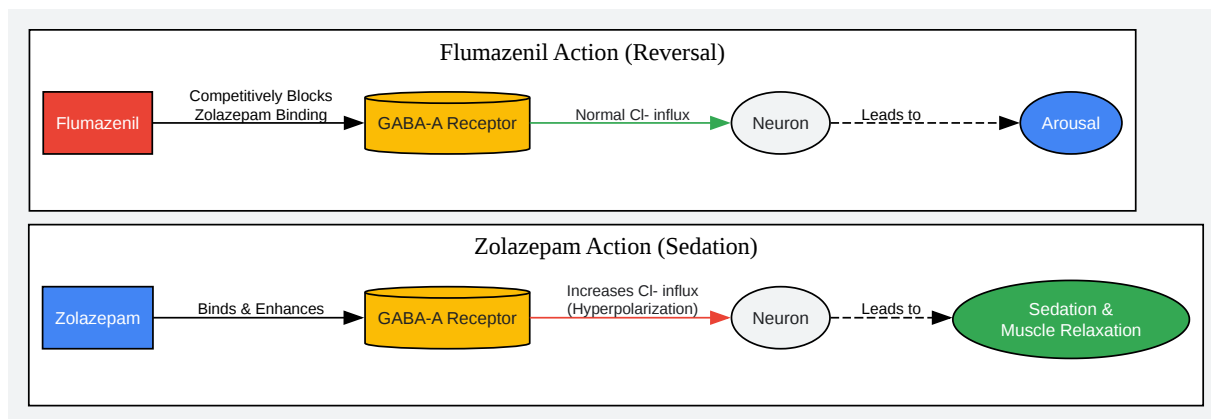 Flumazenil Action (Reversal)
Flumazenil
Competitively Blocks
Zolazepam Binding
GABA-A Receptor
Normal Cl- influx
Neuron
Leads to
Arousal
Zolazepam Action (Sedation)
Zolazepam
Binds & Enhances
GABA-A Receptor
Increases Cl- influx
(Hyperpolarization)
Neuron
Leads to
Sedation &
Muscle Relaxation